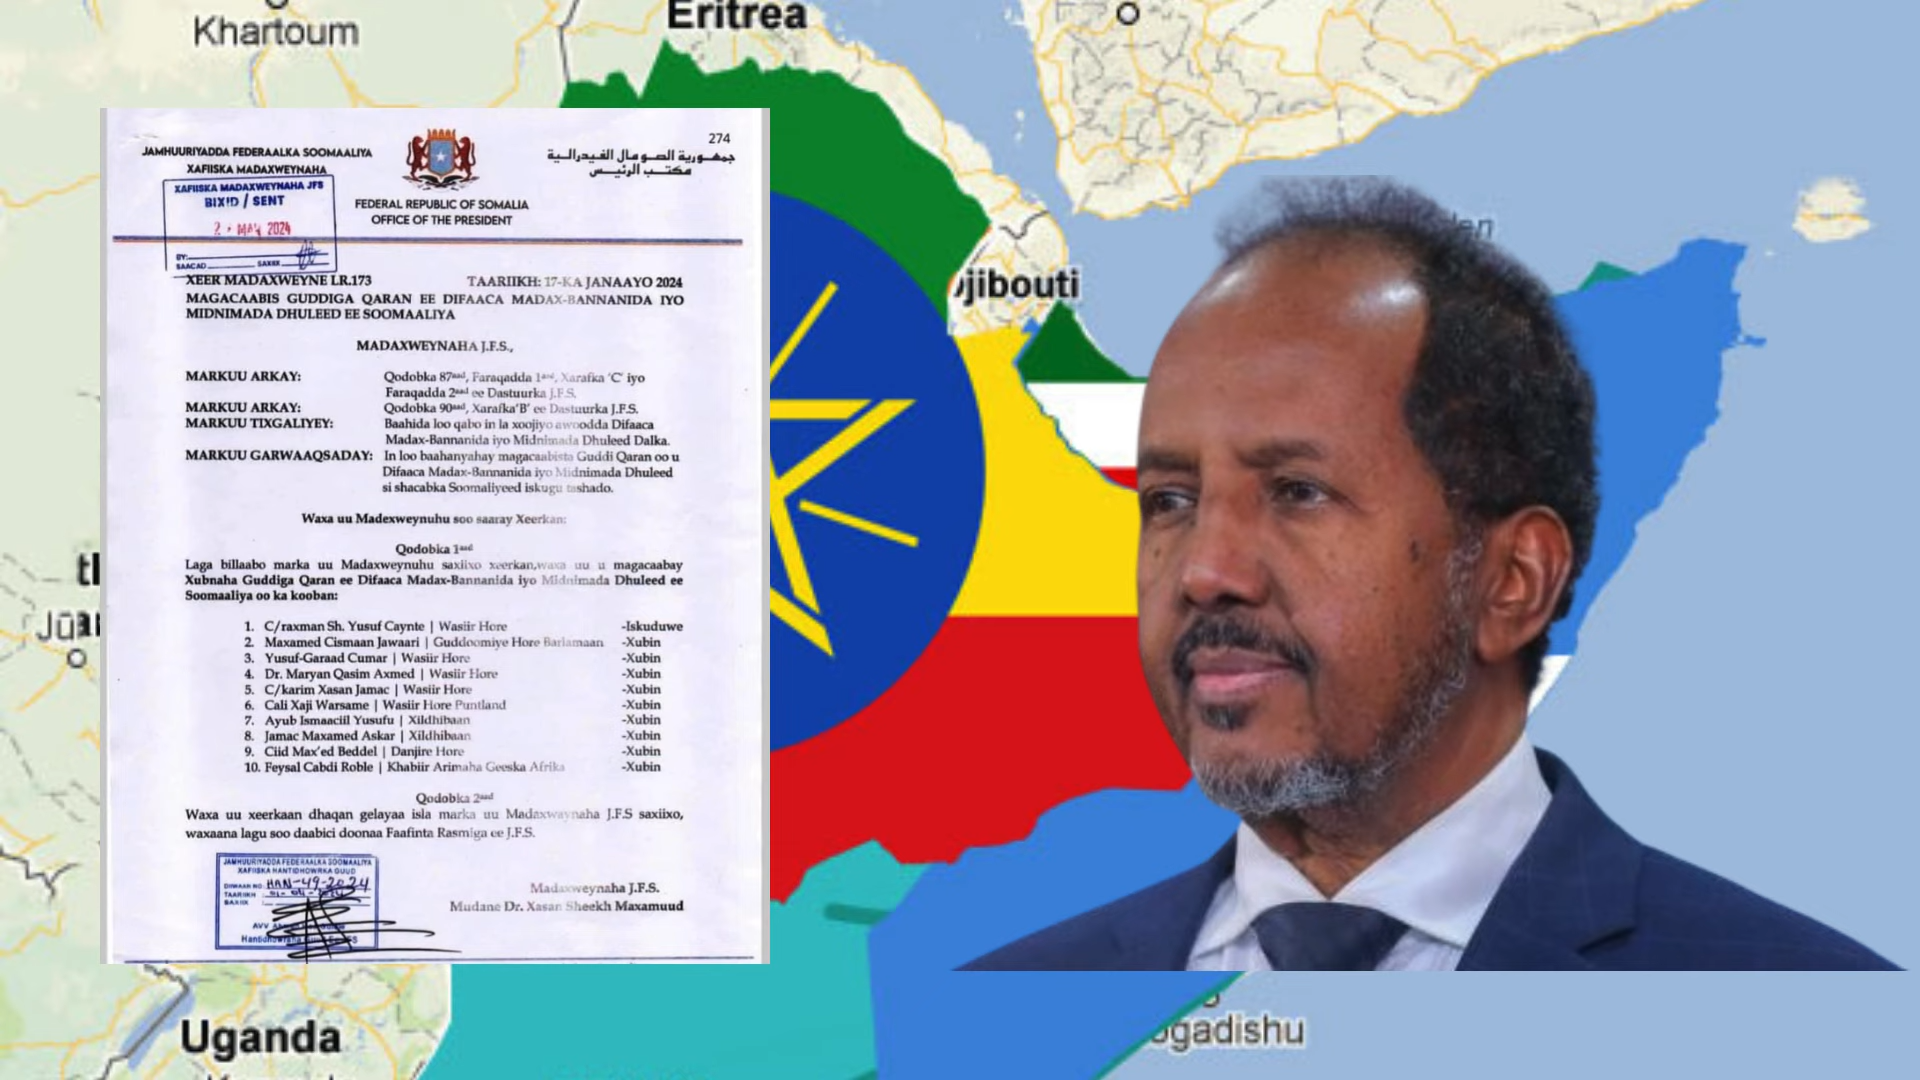 Khartoum
Eritrea
274
JAMHUURIYADDA FEDERAALKA SOOMAALIYA
XAFIISKA MADAXWEYNAHA
جمهورية الصومال الفيدرالية
مكتب الرئيس
XAFIISKA MADAXWEYNAHA JFS
BIXID / SENT
MAY 2024
BY:
SAACAD
SAXIIX
FEDERAL REPUBLIC OF SOMALIA
OFFICE OF THE PRESIDENT
XEER MADAXWEYNE LR.173 TAARIIKH: 17-KA JANAAYO 2024
MAGACAABIS GUDDIGA QARAN EE DIFAACA MADAX-BANNANIDA IYO
MIDNIMADA DHULEED EE SOOMAALIYA
MADAXWEYNAHA J.F.S.,
MARKUU ARKAY: Qodobka 87aad, Faraqadda 1aad, Xarafka 'C' iyo
Faraqadda 2aad ee Dastuurka J.F.S.
MARKUU ARKAY: Qodobka 90aad, Xarafka'B' ee Dastuurka J.F.S.
MARKUU TIXGALIYEY: Baahida loo qabo in la xoojiyo awoodda Difaaca
Madax-Bannanida iyo Midnimada Dhuleed Dalka.
MARKUU GARWAAQSADAY: In loo baahanyahay magacaabista Guddi Qaran oo u
Difaaca Madax-Bannanida iyo Midnimada Dhuleed
si shacabka Soomaliyeed iskugu tashado.
Waxa uu Madexweynuhu soo saaray Xeerkan:
Qodobka 1aad
Laga billaabo marka uu Madaxweynuhu saxiixo xeerkan,waxa uu u magacaabay
Xubnaha Guddiga Qaran ee Difaaca Madax-Bannanida iyo Midnimada Dhuleed ee
Soomaaliya oo ka kooban:
1. C/raxman Sh. Yusuf Caynte | Wasiir Hore -Iskuduwe
2. Maxamed Cismaan Jawaari | Guddoomiye Hore Barlamaan -Xubin
3. Yusuf-Garaad Cumar | Wasiir Hore -Xubin
4. Dr. Maryan Qasim Axmed | Wasiir Hore -Xubin
5. C/karim Xasan Jamac | Wasiir Hore -Xubin
6. Cali Xaji Warsame | Wasiir Hore Puntland -Xubin
7. Ayub Ismaaciil Yusufu | Xildhibaan -Xubin
8. Jamac Maxamed Askar | Xildhibaan -Xubin
9. Ciid Max'ed Beddel | Danjire Hore -Xubin
10. Feysal Cabdi Roble | Khabiir Arimaha Geeska Afrika -Xubin
Qodobka 2aad
Waxa uu xeerkaan dhaqan gelayaa isla marka uu Madaxwaynaha J.F.S saxiixo,
waxaana lagu soo daabici doonaa Faafinta Rasmiga ee J.F.S.
JAMHUURIYADDA FEDERAALKA SOOMAALIYA
XAFIISKA HANTIDHOWRKA GUUD
HAN-49-2024
TAARIIKH
SAXIIX
Madaxweynaha J.F.S.
Mudane Dr. Xasan Sheekh Maxamuud
jibouti
en
Uganda
ogadishu